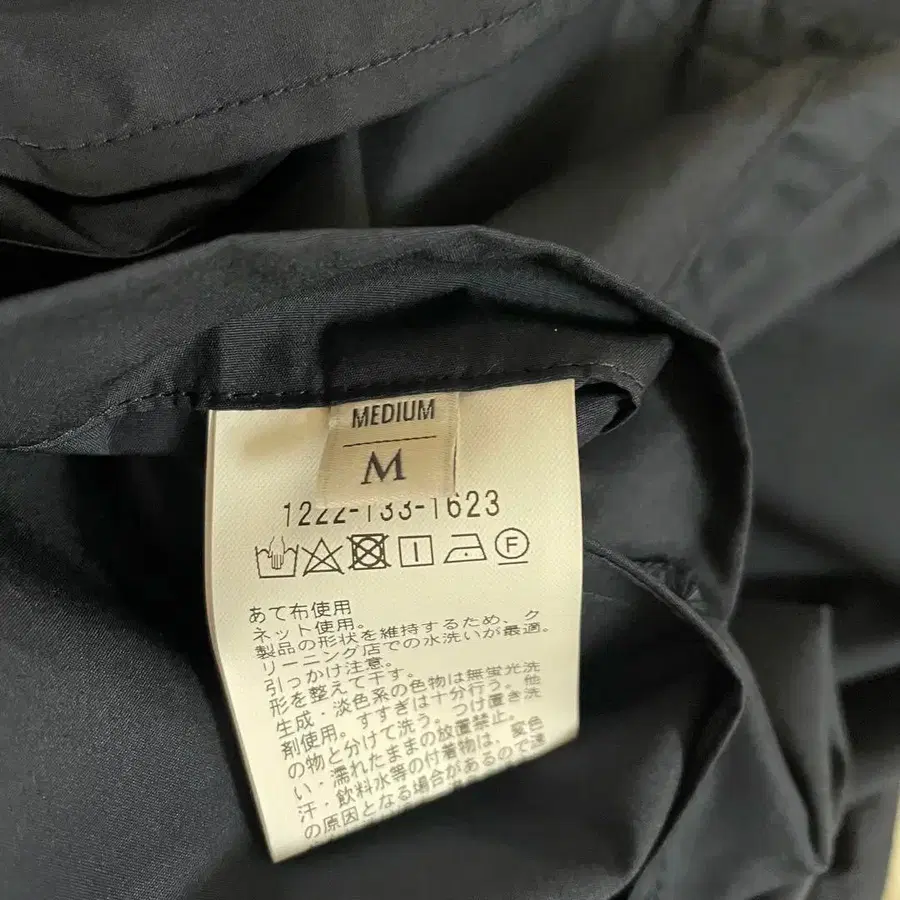 MEDIUM
M
1222-133-1623
F
あて布使用
ネット使用。
製品の形状を維持するため、ク
リーニング店での水洗いが最適。
引っかけ注意。
形を整えて干す。
生成・淡色系の色物は無蛍光洗
剤使用。すすぎは十分行う。他
の物と分けて洗う。つけ置き洗
い・濡れたままの放置禁止。
汗・飲料水等の付着物は、変色
の原因となる場合があるので速